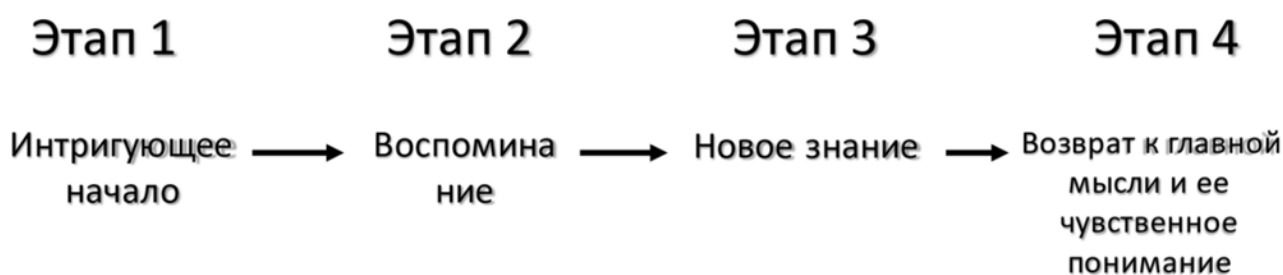 Этап 1 Этап 2 Этап 3 Этап 4
Интригующее
начало
Воспомина
ние
Новое знание
Возврат к главной
мысли и ее
чувственное
понимание